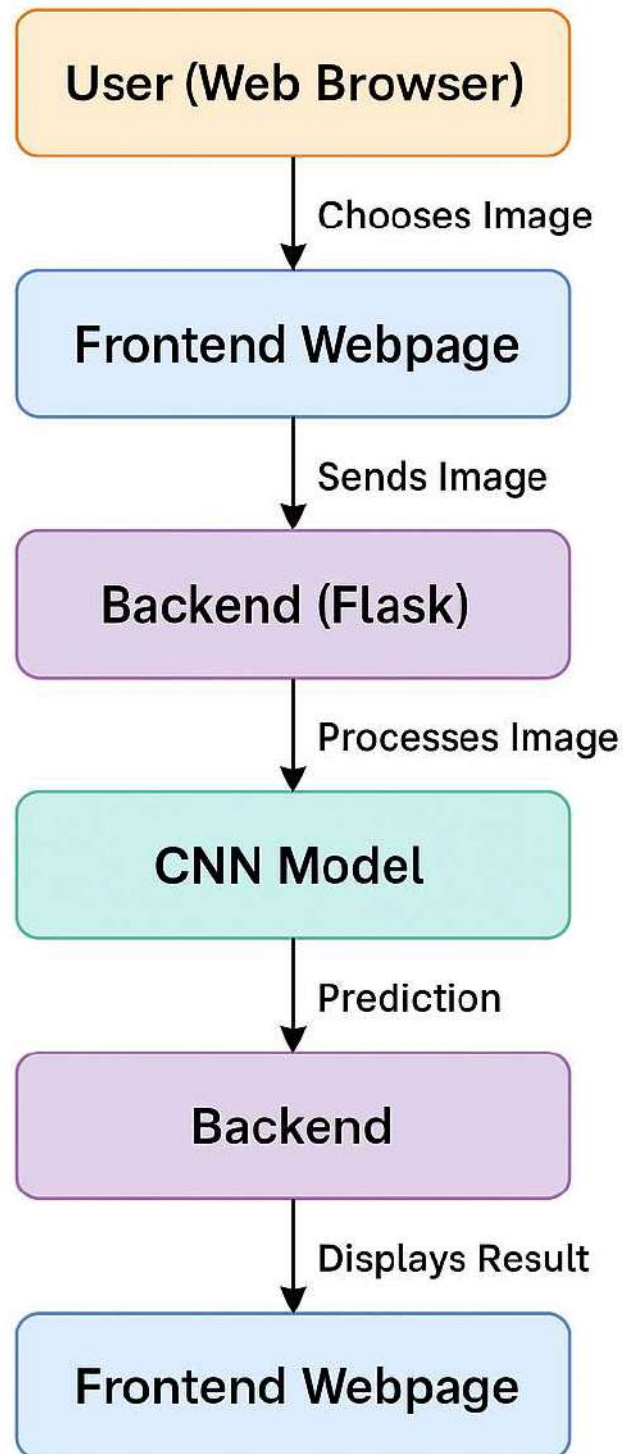 User (Web Browser)
Chooses Image
Frontend Webpage
Sends Image
Backend (Flask)
Processes Image
CNN Model
Prediction
Backend
Displays Result
Frontend Webpage